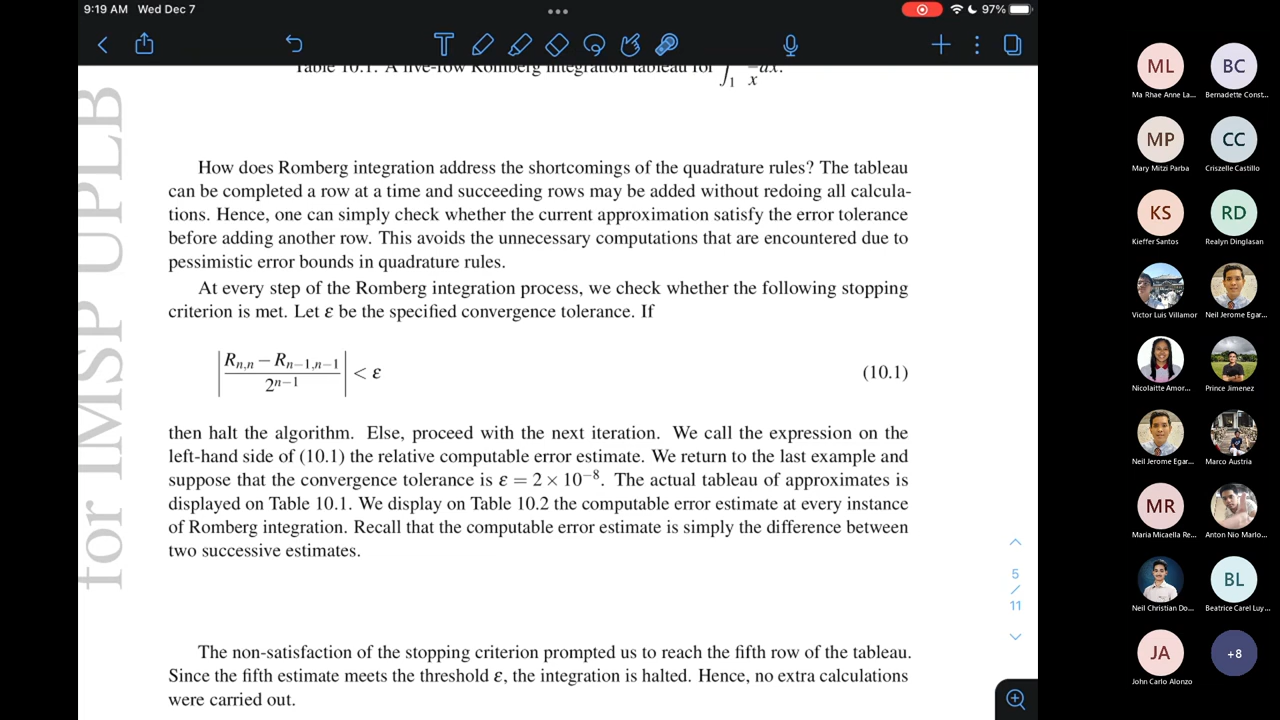 9:19 AM Wed Dec 7
97%
Table 10.1: A five-row Romberg integration tableau for ∫₁ — dx.
x
for IMSP UPLB
How does Romberg integration address the shortcomings of the quadrature rules? The tableau
can be completed a row at a time and succeeding rows may be added without redoing all calcula-
tions. Hence, one can simply check whether the current approximation satisfy the error tolerance
before adding another row. This avoids the unnecessary computations that are encountered due to
pessimistic error bounds in quadrature rules.
At every step of the Romberg integration process, we check whether the following stopping
criterion is met. Let ε be the specified convergence tolerance. If
|(Rₙ,ₙ − Rₙ₋₁,ₙ₋₁) / 2ⁿ⁻¹| < ε (10.1)
then halt the algorithm. Else, proceed with the next iteration. We call the expression on the
left-hand side of (10.1) the relative computable error estimate. We return to the last example and
suppose that the convergence tolerance is ε = 2 × 10⁻⁸. The actual tableau of approximates is
displayed on Table 10.1. We display on Table 10.2 the computable error estimate at every instance
of Romberg integration. Recall that the computable error estimate is simply the difference between
two successive estimates.
The non-satisfaction of the stopping criterion prompted us to reach the fifth row of the tableau.
Since the fifth estimate meets the threshold ε, the integration is halted. Hence, no extra calculations
were carried out.
5
/
11
ML BC
Ma Rhae Anne La... Bernadette Const...
MP CC
Mary Mitzi Parba Criszelle Castillo
KS RD
Kieffer Santos Realyn Dinglasan
Victor Luis Villamor Neil Jerome Egar...
Nicolaitte Amor... Prince Jimenez
Neil Jerome Egar... Marco Austria
MR
Maria Micaella Re... Anton Nio Marlo...
BL
Neil Christian Do... Beatrice Carel Luy...
JA +8
John Carlo Alonzo